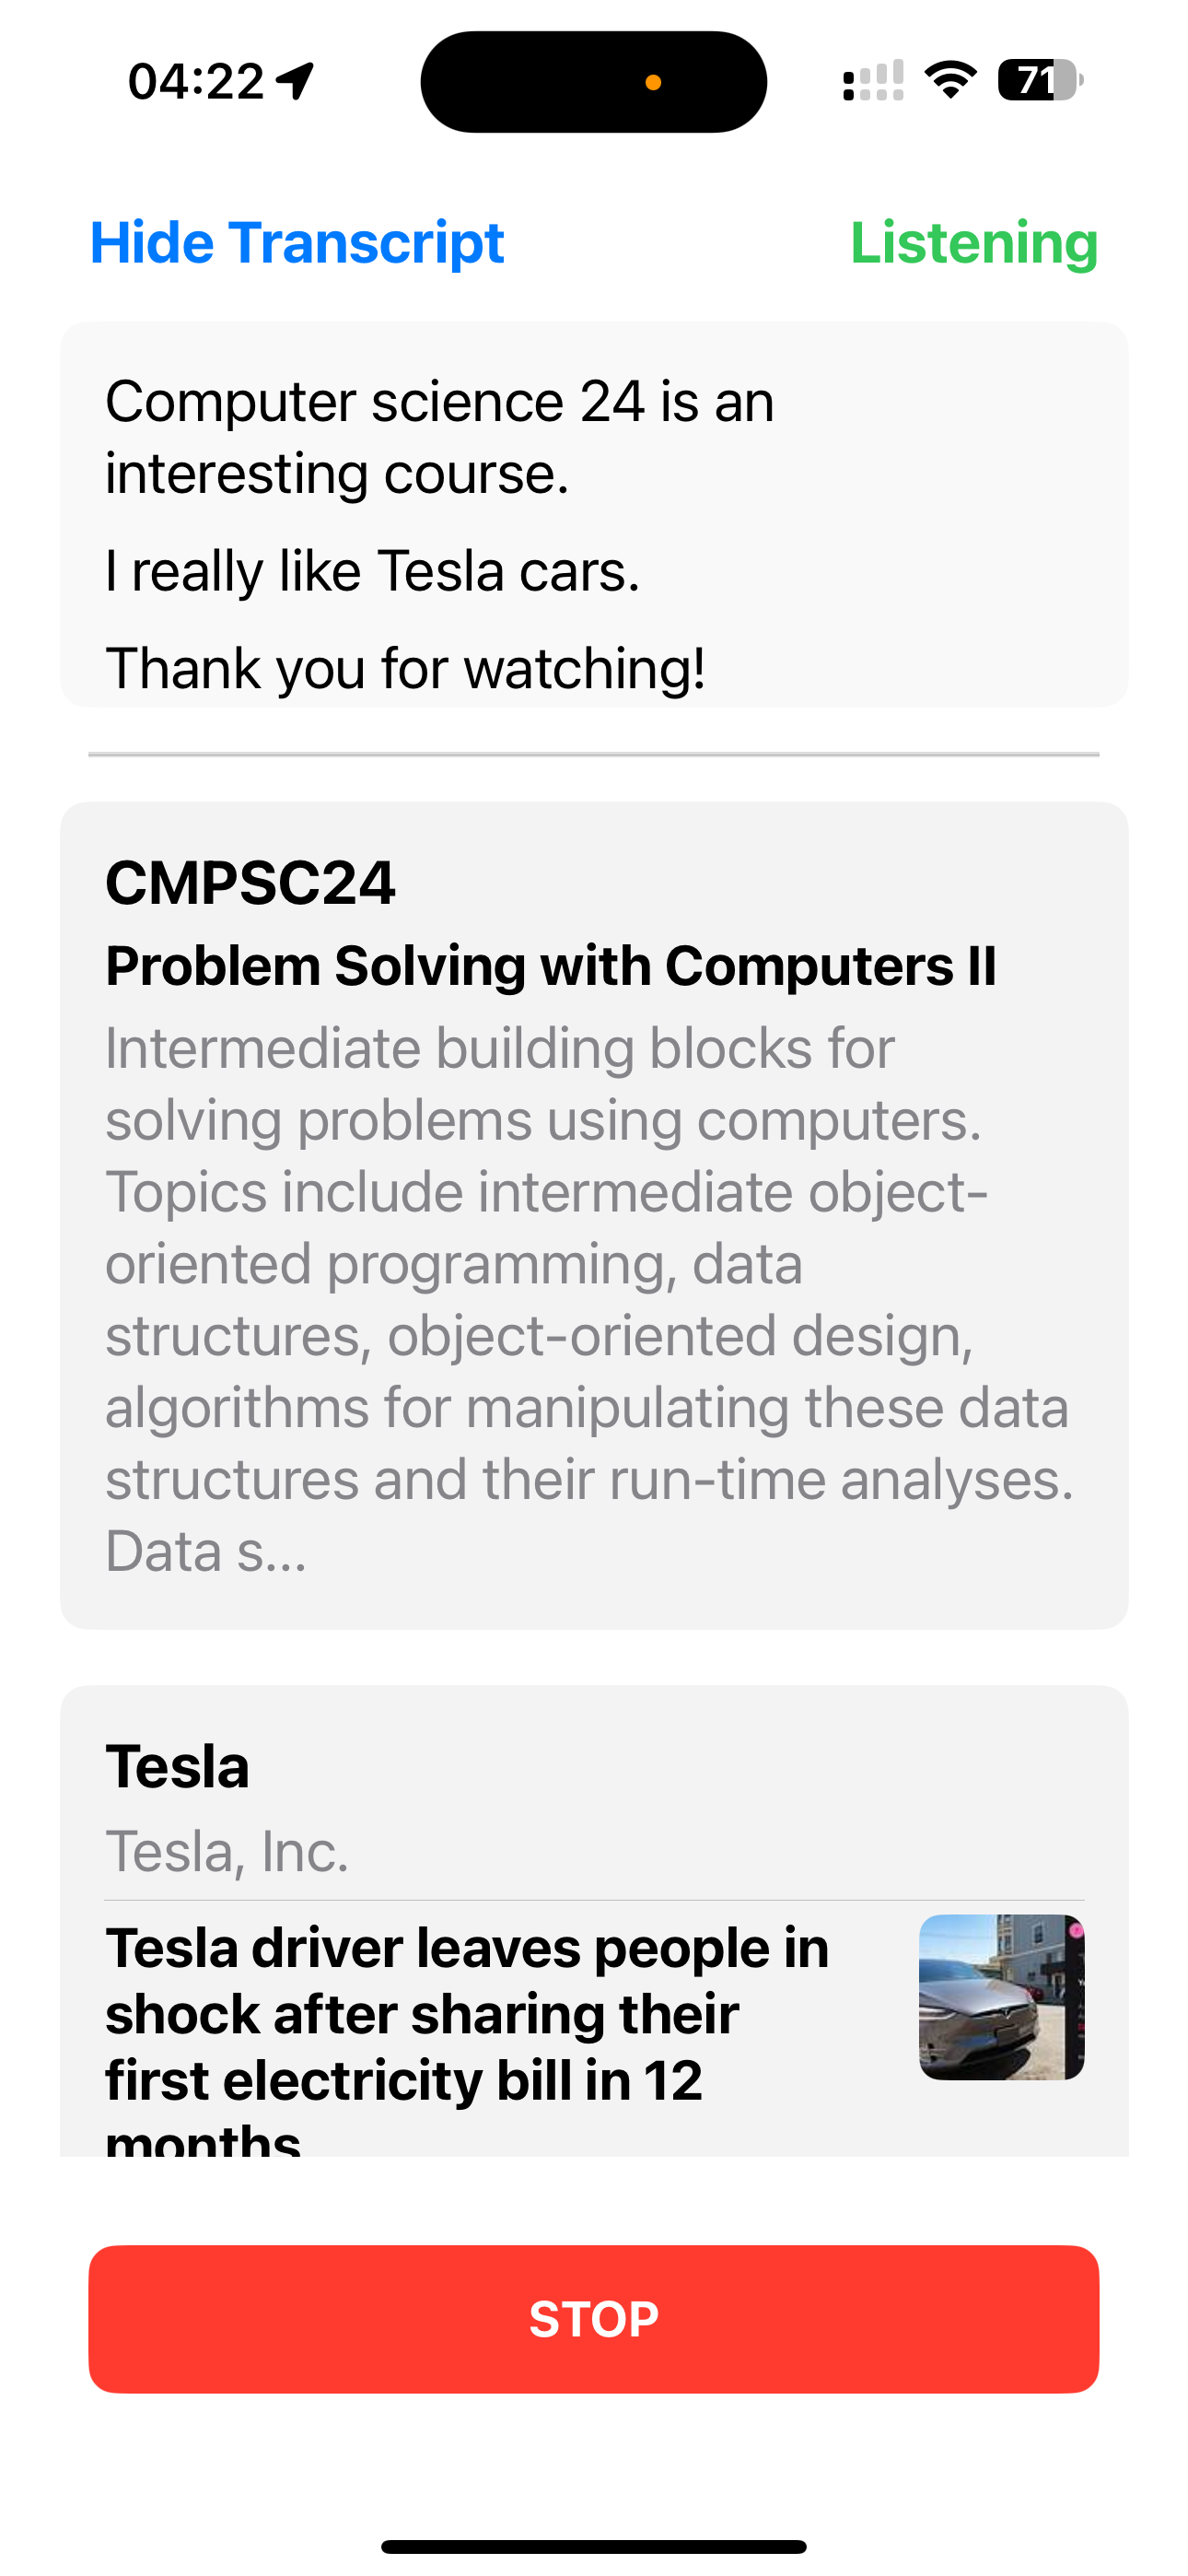 04:22
71
Hide Transcript
Listening
Computer science 24 is an
interesting course.
I really like Tesla cars.
Thank you for watching!
CMPSC24
Problem Solving with Computers II
Intermediate building blocks for
solving problems using computers.
Topics include intermediate object-
oriented programming, data
structures, object-oriented design,
algorithms for manipulating these data
structures and their run-time analyses.
Data s...
Tesla
Tesla, Inc.
Tesla driver leaves people in
shock after sharing their
first electricity bill in 12
months
STOP